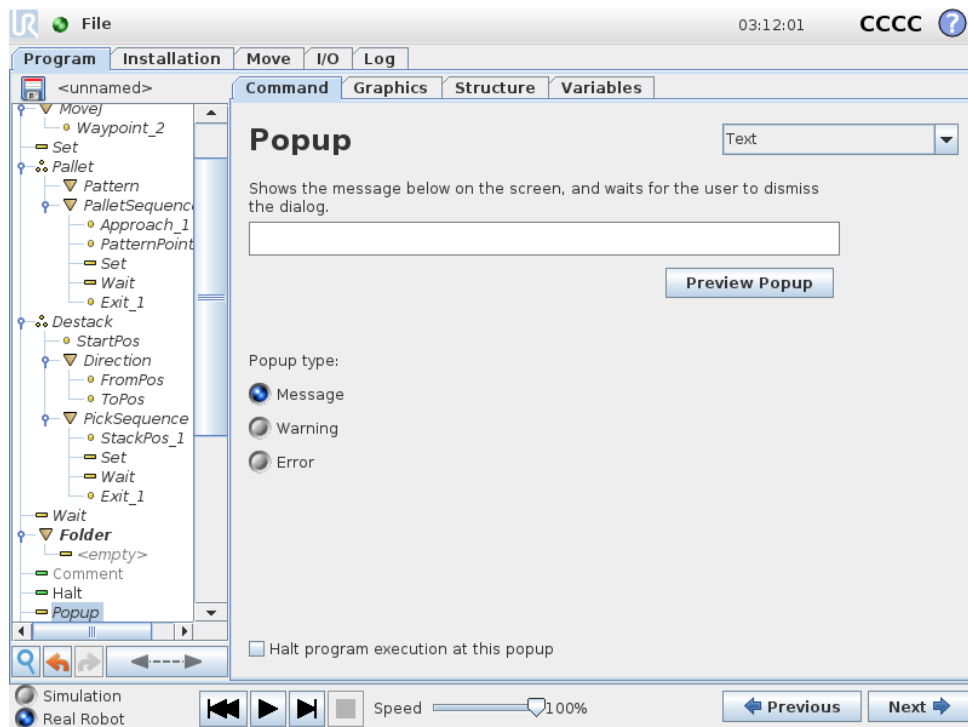 UR File 03:12:01 CCCC ?
Program Installation Move I/O Log
<unnamed> Command Graphics Structure Variables
MoveJ
Waypoint_2
Set
Pallet
Pattern
PalletSequenc
Approach_1
PatternPoint
Set
Wait
Exit_1
Destack
StartPos
Direction
FromPos
ToPos
PickSequence
StackPos_1
Set
Wait
Exit_1
Wait
Folder
<empty>
Comment
Halt
Popup
Popup
Text
Shows the message below on the screen, and waits for the user to dismiss
the dialog.
Preview Popup
Popup type:
Message
Warning
Error
Halt program execution at this popup
Simulation
Real Robot
Speed 100%
Previous Next